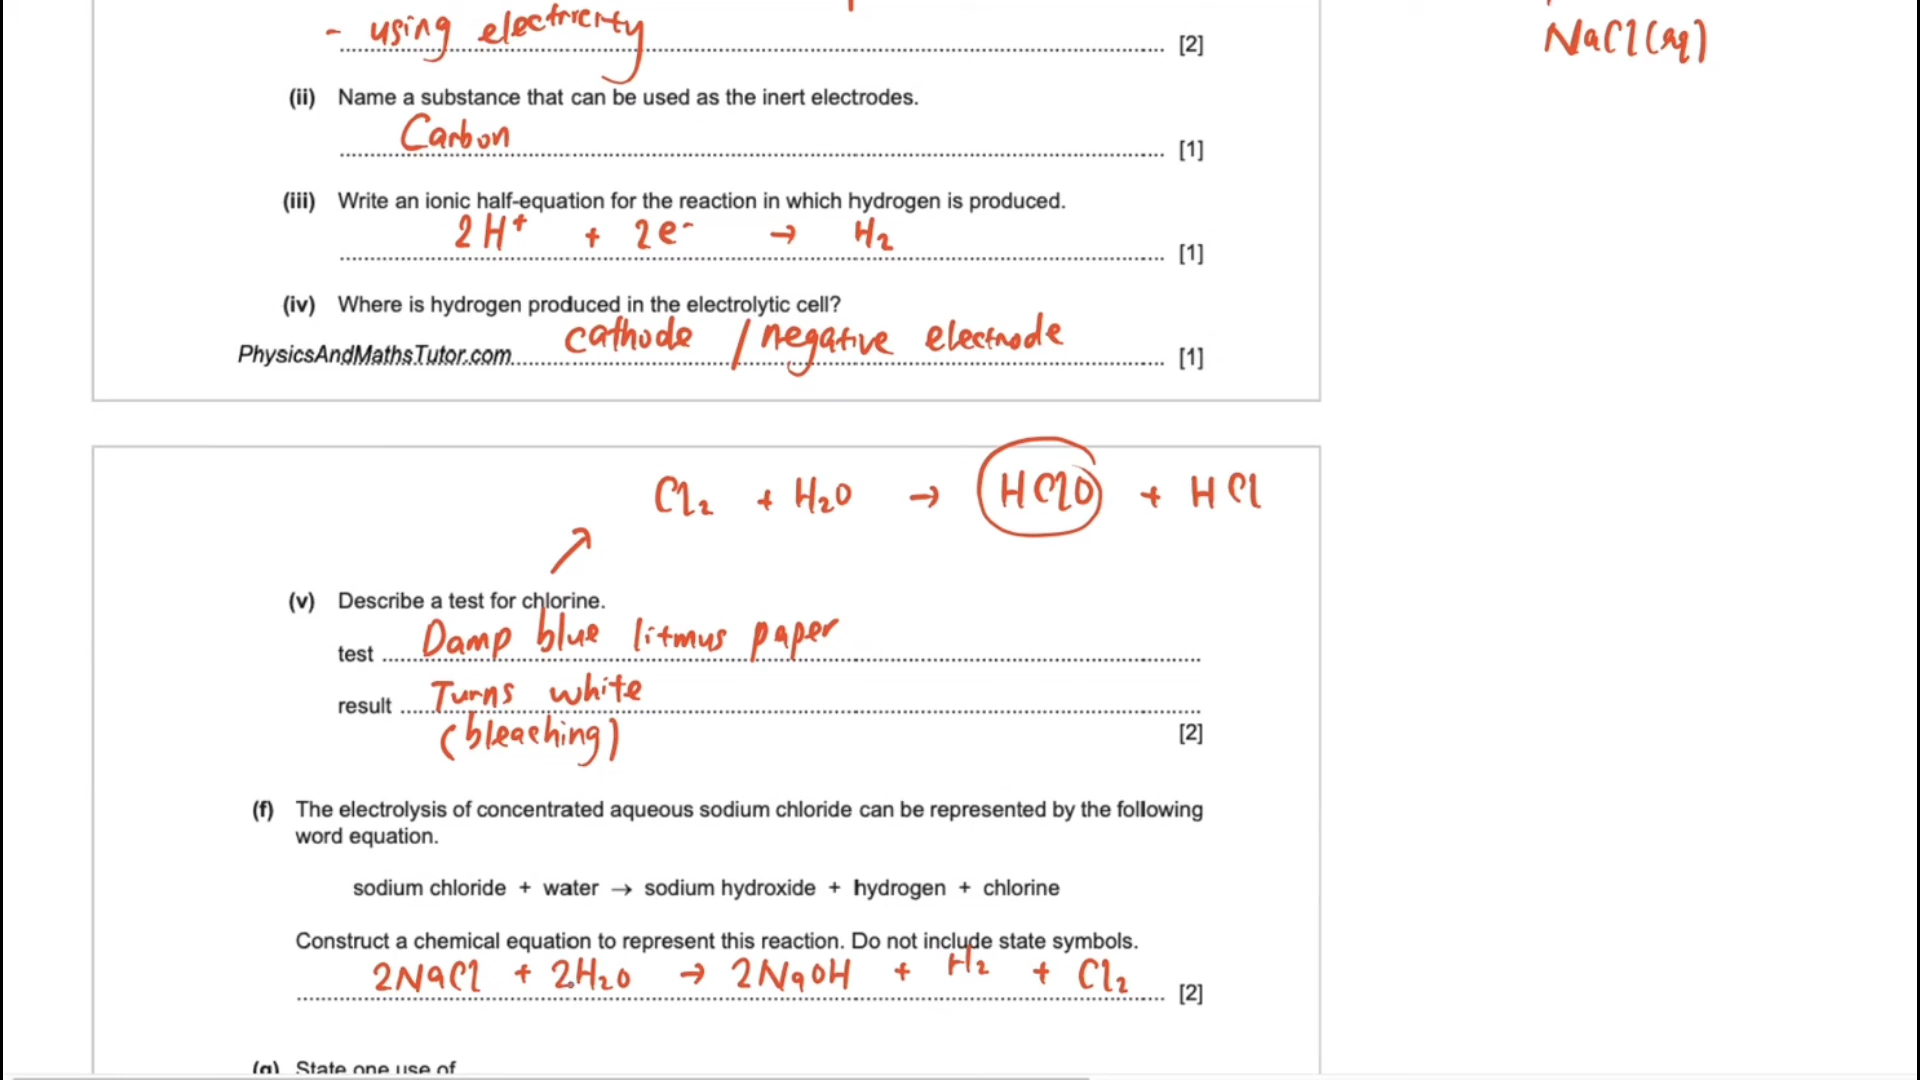 - using electricity
[2]
NaCl(aq)
(ii) Name a substance that can be used as the inert electrodes.
Carbon
[1]
(iii) Write an ionic half-equation for the reaction in which hydrogen is produced.
2H⁺ + 2e⁻ → H₂
[1]
(iv) Where is hydrogen produced in the electrolytic cell?
cathode / negative electrode
PhysicsAndMathsTutor.com
[1]
Cl₂ + H₂O → HClO + HCl
(v) Describe a test for chlorine.
test Damp blue litmus paper
result Turns white
(bleaching)
[2]
(f) The electrolysis of concentrated aqueous sodium chloride can be represented by the following
word equation.
sodium chloride + water → sodium hydroxide + hydrogen + chlorine
Construct a chemical equation to represent this reaction. Do not include state symbols.
2NaCl + 2H₂O → 2NaOH + H₂ + Cl₂
[2]
(g) State one use of